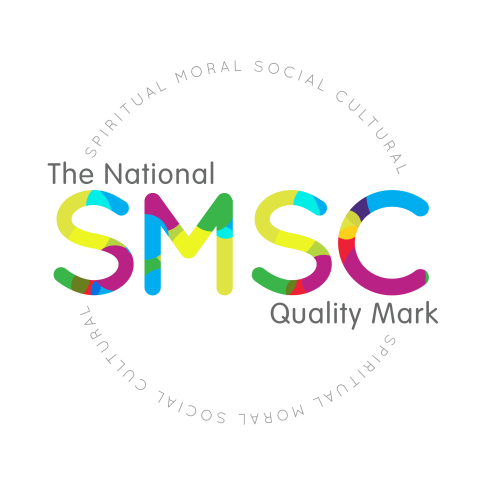 SPIRITUAL MORAL SOCIAL CULTURAL
The National
SMSC
Quality Mark
SPIRITUAL MORAL SOCIAL CULTURAL